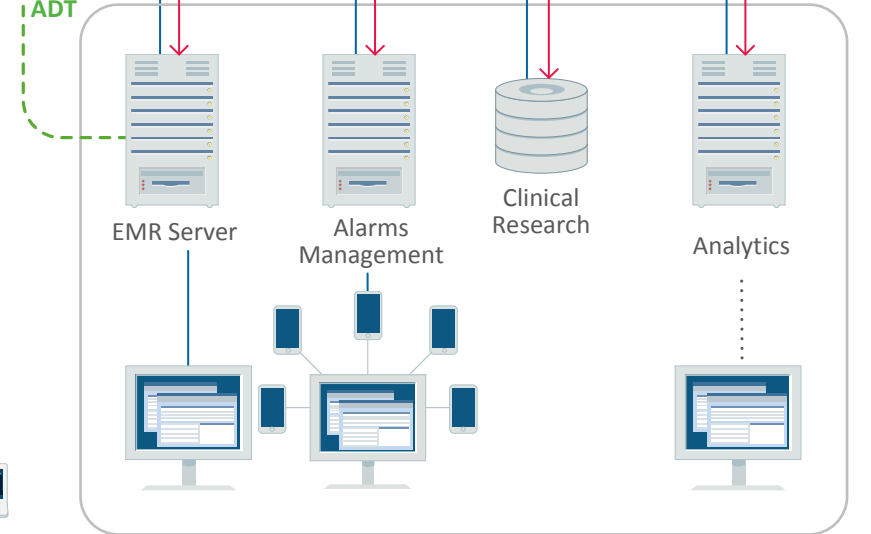 ADT
EMR Server
Alarms
Management
Clinical
Research
Analytics